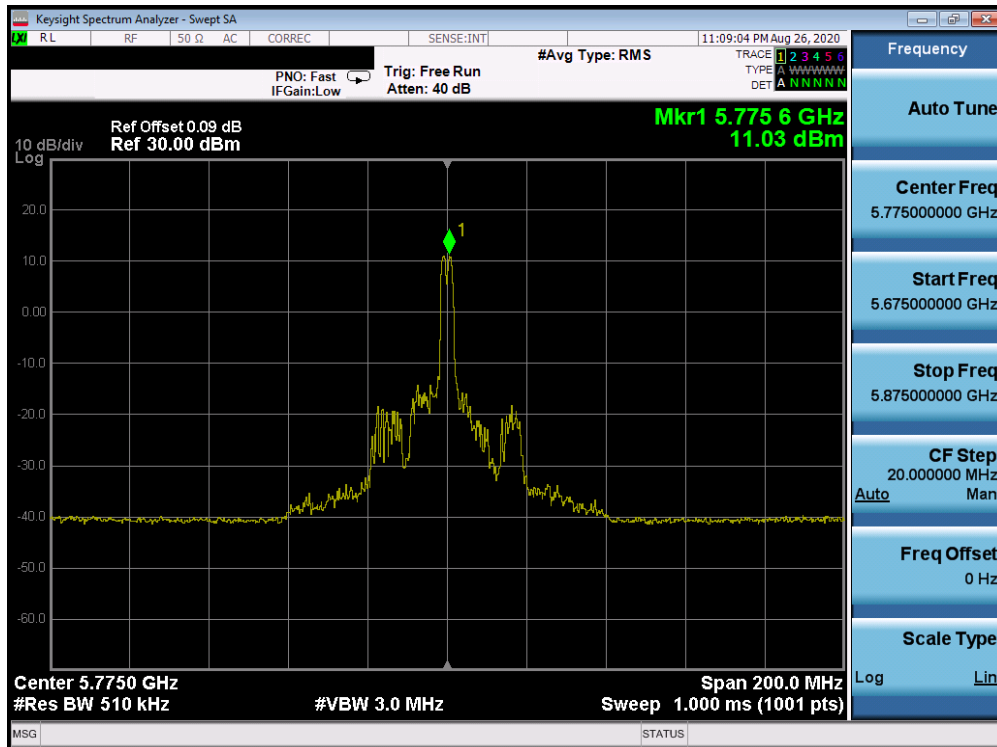 Keysight Spectrum Analyzer - Swept SA
LXI RL RF 50 Ω AC CORREC SENSE:INT 11:09:04 PM Aug 26, 2020
#Avg Type: RMS TRACE 1 2 3 4 5 6
PNO: Fast Trig: Free Run TYPE A WWWWW
IFGain:Low Atten: 40 dB DET A N N N N N
Mkr1 5.775 6 GHz
11.03 dBm
Ref Offset 0.09 dB
10 dB/div Ref 30.00 dBm
Log
1
20.0
10.0
0.00
-10.0
-20.0
-30.0
-40.0
-50.0
-60.0
Center 5.7750 GHz Span 200.0 MHz
#Res BW 510 kHz #VBW 3.0 MHz Sweep 1.000 ms (1001 pts)
MSG STATUS
Frequency
Auto Tune
Center Freq
5.775000000 GHz
Start Freq
5.675000000 GHz
Stop Freq
5.875000000 GHz
CF Step
20.000000 MHz
Auto Man
Freq Offset
0 Hz
Scale Type
Log Lin